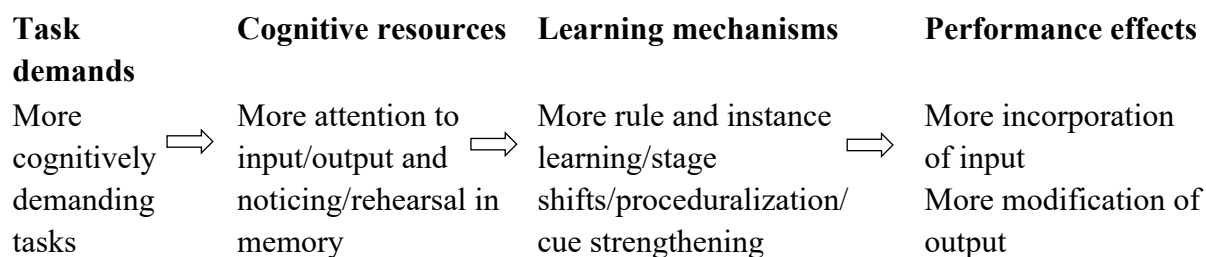 Task demands
More cognitively demanding tasks
Cognitive resources
More attention to input/output and noticing/rehearsal in memory
Learning mechanisms
More rule and instance learning/stage shifts/proceduralization/ cue strengthening
Performance effects
More incorporation of input
More modification of output